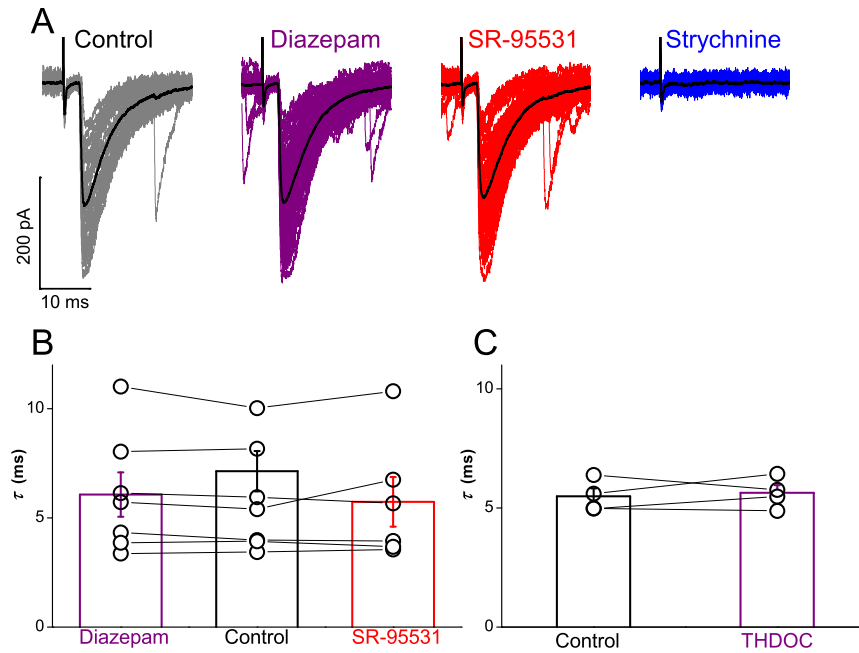 A
Control
Diazepam
SR-95531
Strychnine
200 pA
10 ms
B
C
10
5
0
τ (ms)
Diazepam
Control
SR-95531
10
5
0
τ (ms)
Control
THDOC